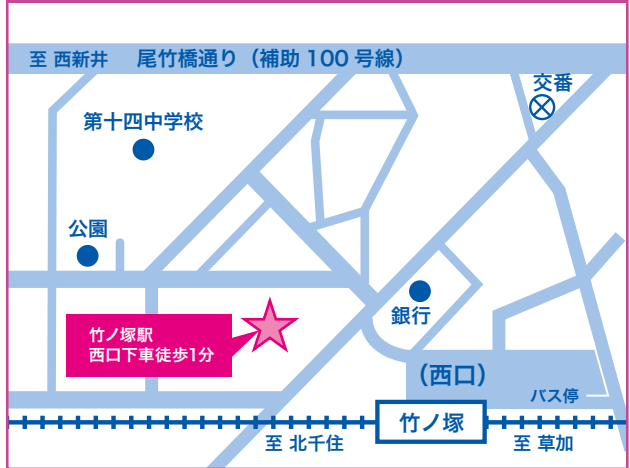 至 西新井 尾竹橋通り（補助 100 号線）
交番
第十四中学校
公園
銀行
竹ノ塚駅
西口下車徒歩1分
（西口）
バス停
竹ノ塚
至 北千住
至 草加